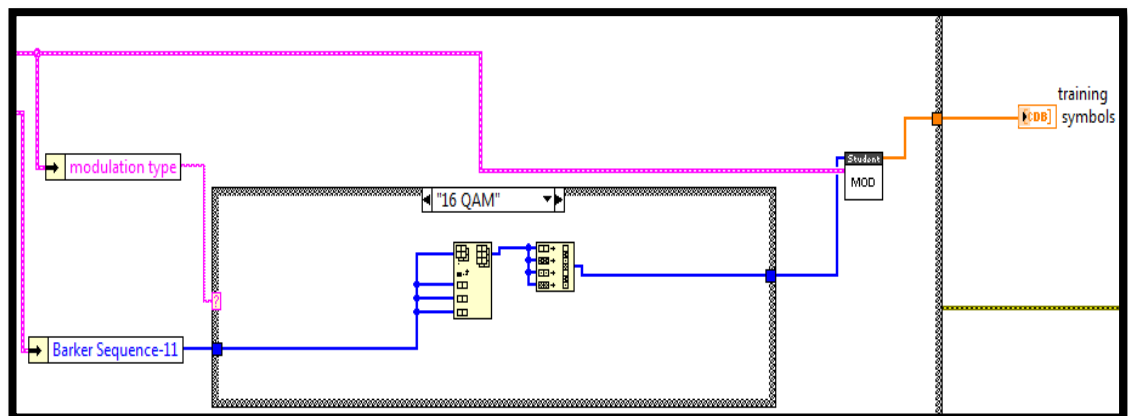 training
[CDB]
symbols
Student
MOD
modulation type
"16 QAM"
?
Barker Sequence-11